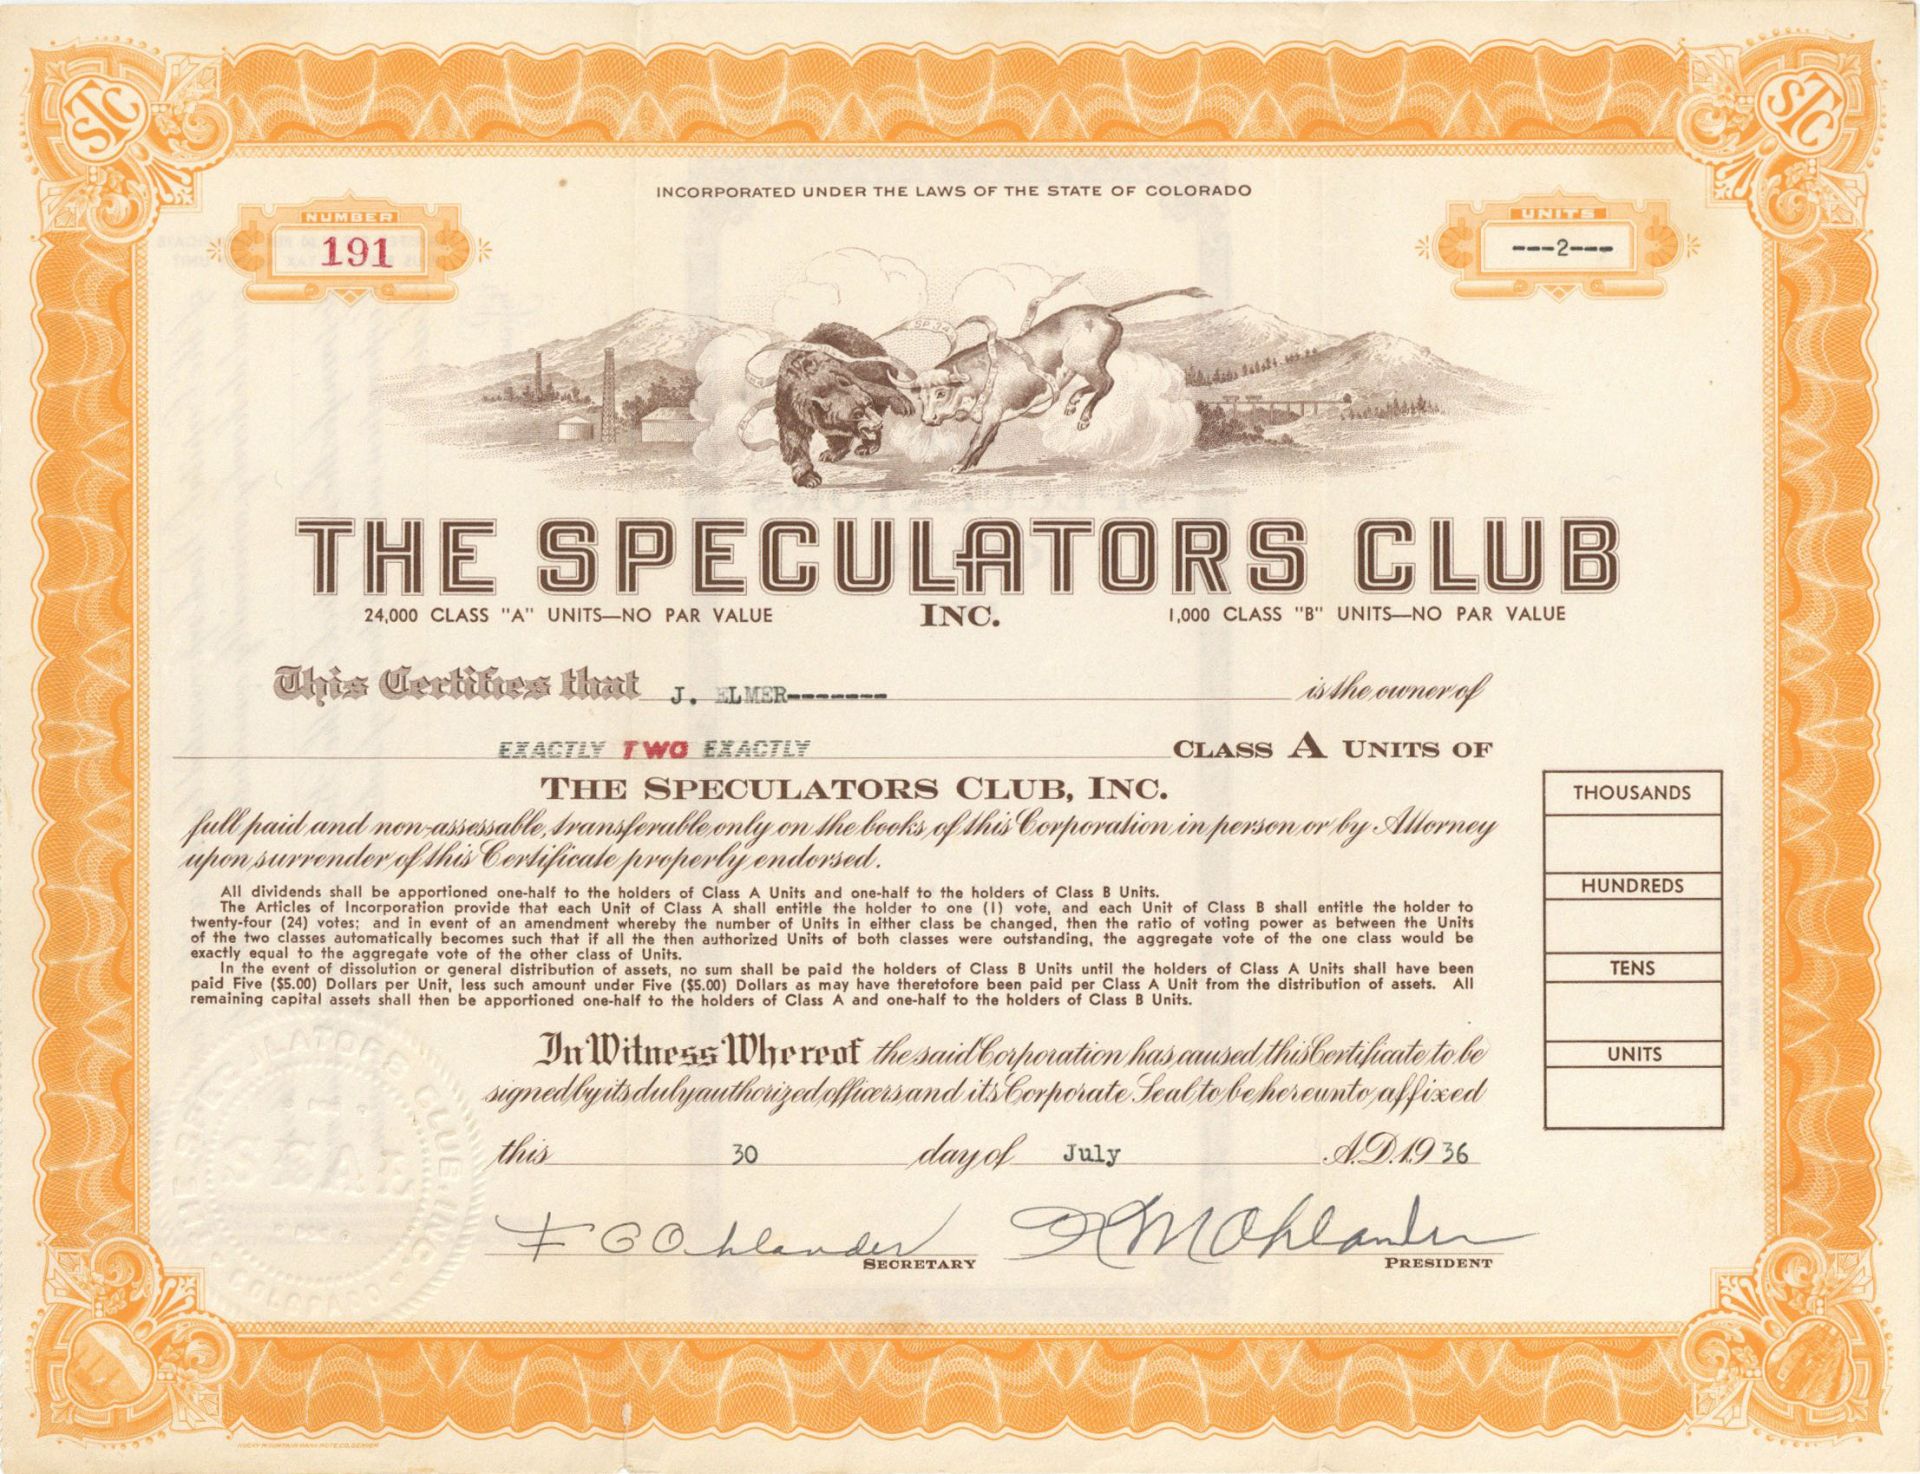 STC
STC
INCORPORATED UNDER THE LAWS OF THE STATE OF COLORADO
NUMBER
191
UNITS
---2---
THE SPECULATORS CLUB
24,000 CLASS "A" UNITS—NO PAR VALUE
INC.
1,000 CLASS "B" UNITS—NO PAR VALUE
This Certifies that J. ELMER------- is the owner of
EXACTLY TWO EXACTLY CLASS A UNITS OF
THE SPECULATORS CLUB, INC.
full paid and non-assessable, transferable only on the books of this Corporation in person or by Attorney
upon surrender of this Certificate properly endorsed.
All dividends shall be apportioned one-half to the holders of Class A Units and one-half to the holders of Class B Units.
The Articles of Incorporation provide that each Unit of Class A shall entitle the holder to one (1) vote, and each Unit of Class B shall entitle the holder to
twenty-four (24) votes; and in event of an amendment whereby the number of Units in either class be changed, then the ratio of voting power as between the Units
of the two classes automatically becomes such that if all the then authorized Units of both classes were outstanding, the aggregate vote of the one class would be
exactly equal to the aggregate vote of the other class of Units.
In the event of dissolution or general distribution of assets, no sum shall be paid the holders of Class B Units until the holders of Class A Units shall have been
paid Five ($5.00) Dollars per Unit, less such amount under Five ($5.00) Dollars as may have theretofore been paid per Class A Unit from the distribution of assets. All
remaining capital assets shall then be apportioned one-half to the holders of Class A and one-half to the holders of Class B Units.
THOUSANDS
HUNDREDS
TENS
UNITS
In Witness Whereof the said Corporation has caused this Certificate to be
signed by its duly authorized officers and its Corporate Seal to be hereunto affixed
this 30 day of July A.D. 1936
F G Ohlander
SECRETARY
M Ohlander
PRESIDENT
SPECULATORS CLUB, INC.
SEAL
COLORADO
ROCKY MOUNTAIN BANK NOTE CO. DENVER